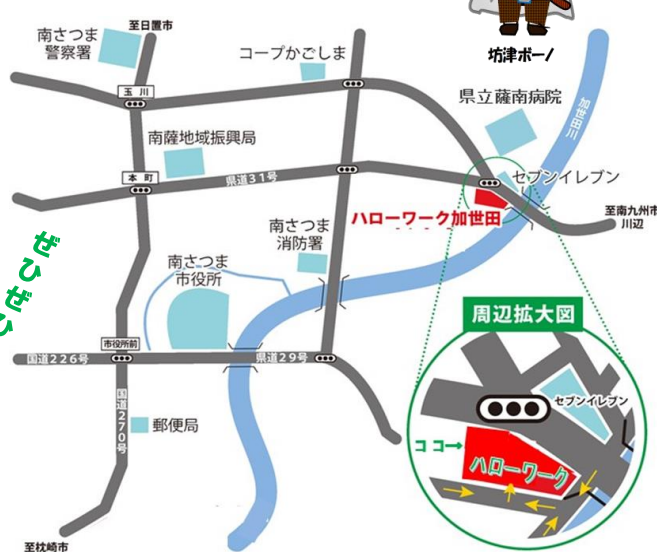 至日置市
南さつま
警察署
コープかごしま
坊津ボーノ
玉川
県立薩南病院
加世田川
南薩地域振興局
本町
県道31号
セブンイレブン
ハローワーク加世田
至南九州市
川辺
南さつま
消防署
ぜひぜひ
南さつま
市役所
周辺拡大図
市役所前
国道226号
県道29号
セブンイレブン
国道270号
郵便局
ココ→
ハローワーク
至枕崎市